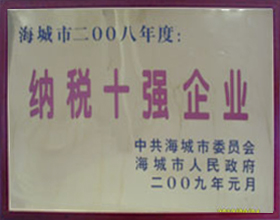 海城市二00八年度:
纳税十强企业
中共海城市委员会
海城市人民政府
二00九年元月